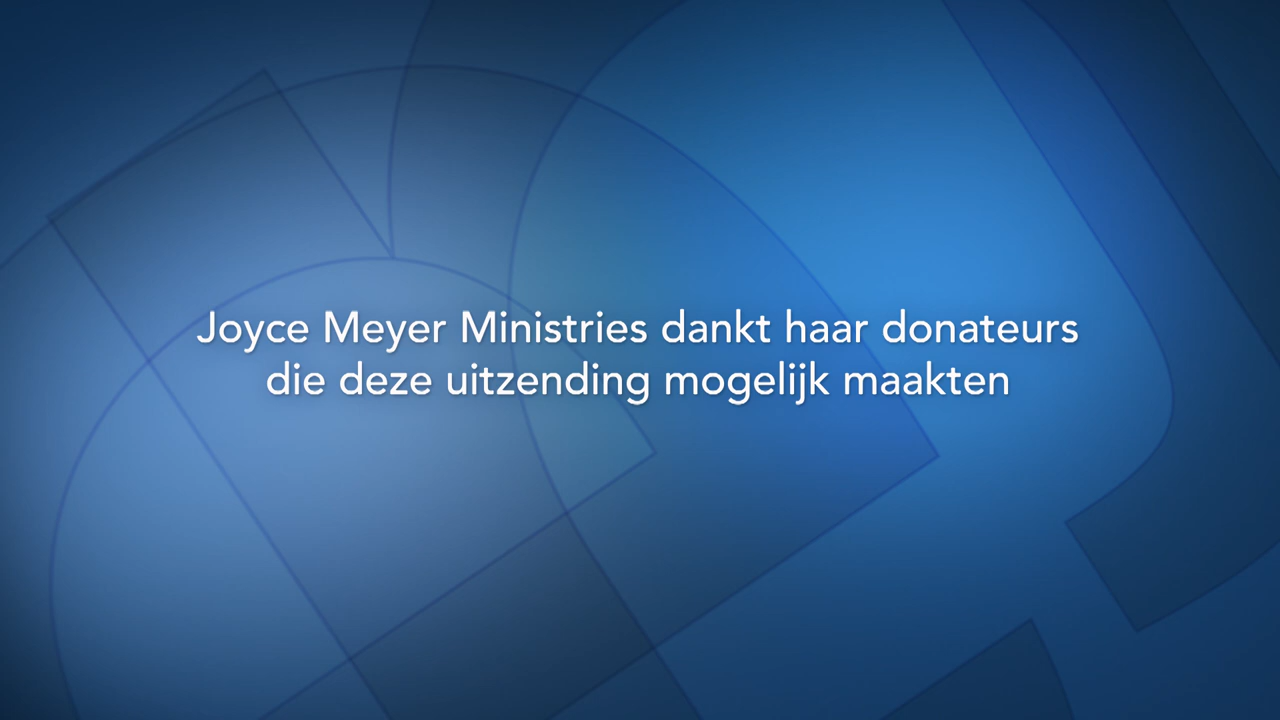 Joyce Meyer Ministries dankt haar donateurs
die deze uitzending mogelijk maakten